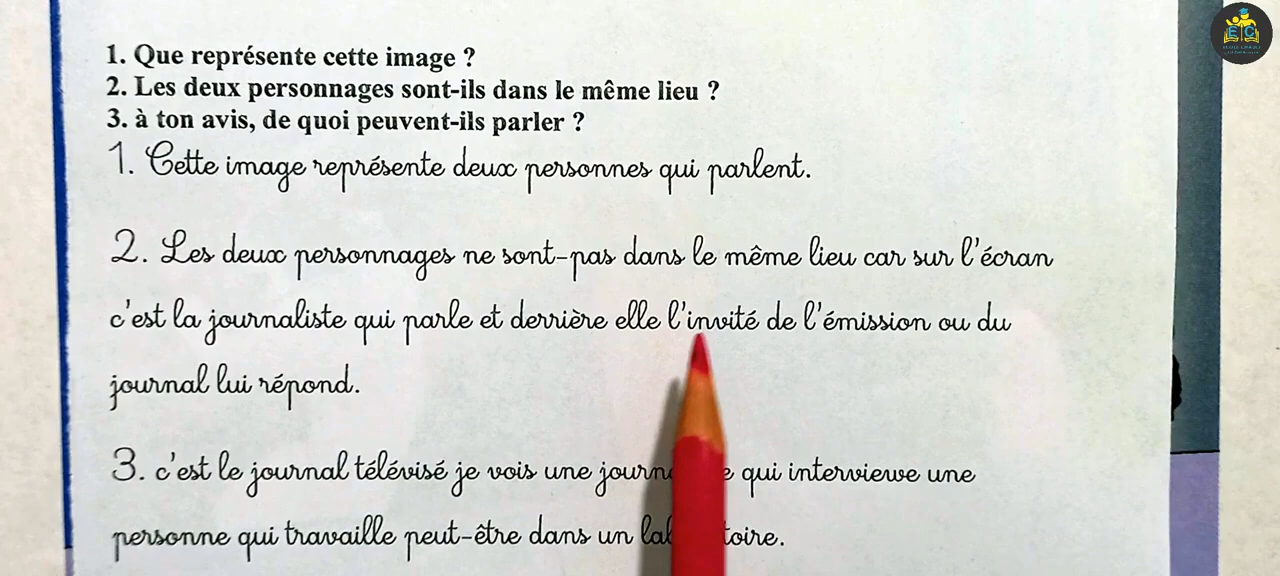 1. Que représente cette image ?
2. Les deux personnages sont-ils dans le même lieu ?
3. à ton avis, de quoi peuvent-ils parler ?
1. Cette image représente deux personnes qui parlent.
2. Les deux personnages ne sont-pas dans le même lieu car sur l'écran
c'est la journaliste qui parle et derrière elle l'invité de l'émission ou du
journal lui répond.
3. c'est le journal télévisé je vois une qui interviewe une
personne qui travaille peut-être dans un
EC